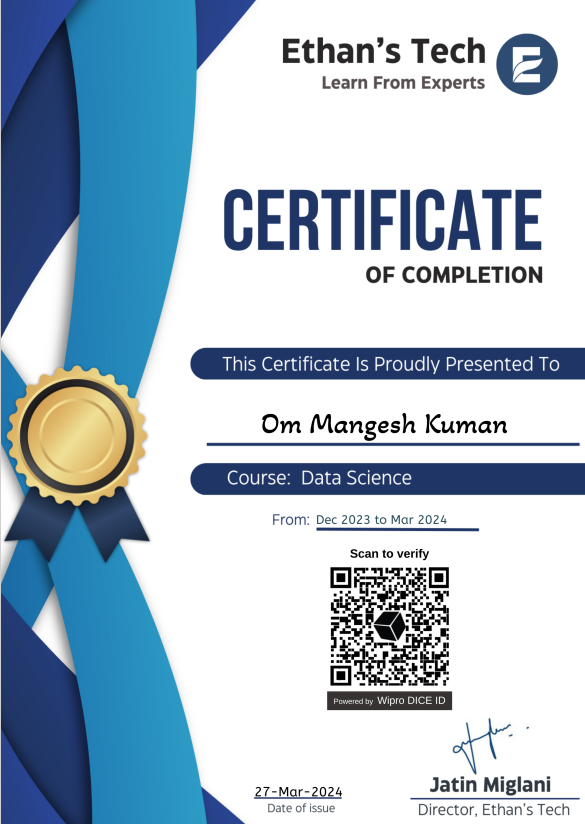 Ethan's Tech
Learn From Experts
CERTIFICATE
OF COMPLETION
This Certificate Is Proudly Presented To
Om Mangesh Kuman
Course: Data Science
From: Dec 2023 to Mar 2024
Scan to verify
Powered by Wipro DICE ID
27-Mar-2024
Date of issue
Jatin Miglani
Director, Ethan's Tech